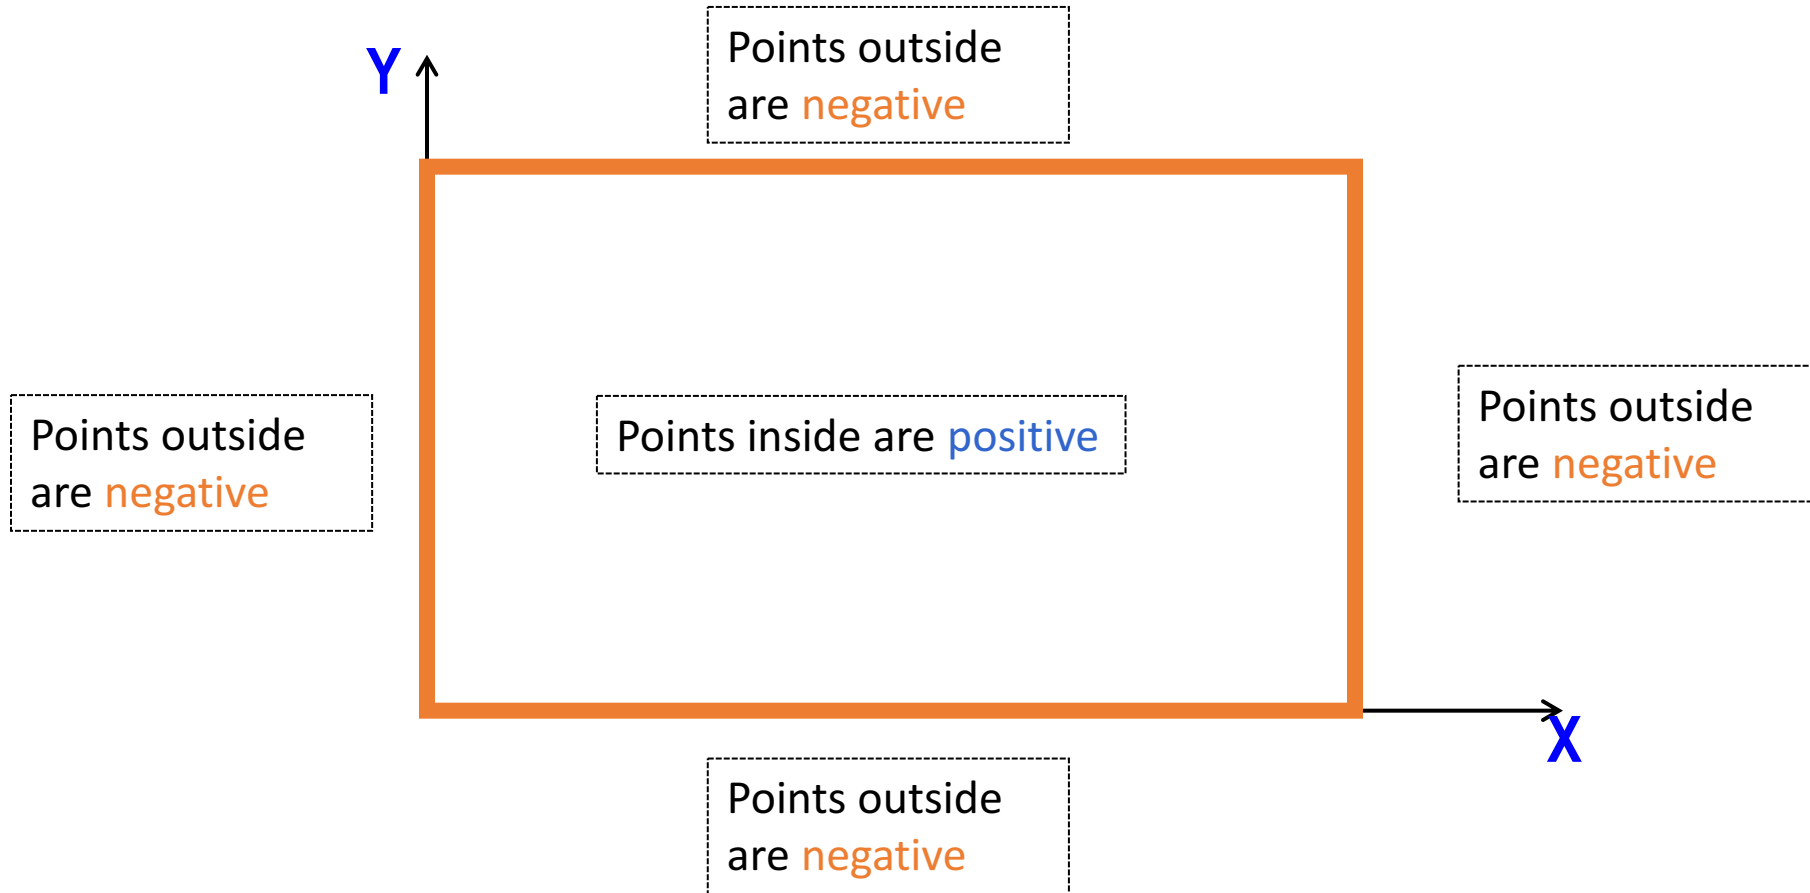 Y
Points outside
are negative
Points outside
are negative
Points inside are positive
Points outside
are negative
X
Points outside
are negative